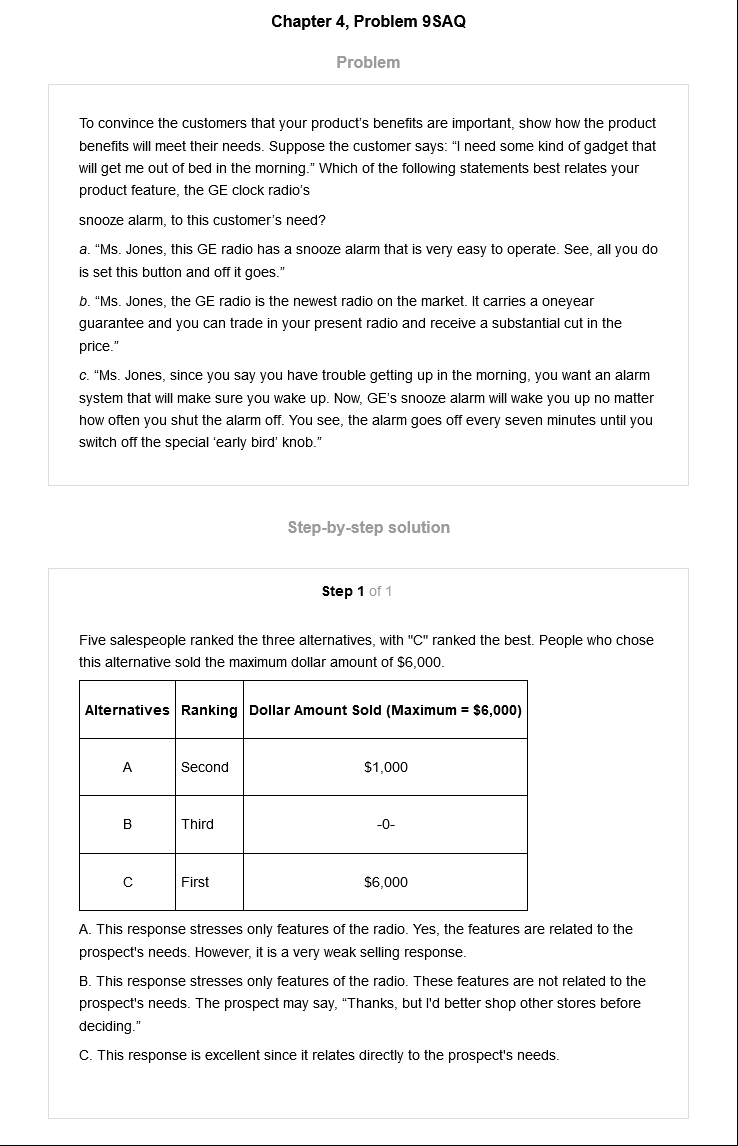 Chapter 4, Problem 9SAQ
Problem
To convince the customers that your product's benefits are important, show how the product
benefits will meet their needs. Suppose the customer says: “I need some kind of gadget that
will get me out of bed in the morning.” Which of the following statements best relates your
product feature, the GE clock radio's
snooze alarm, to this customer's need?
a. “Ms. Jones, this GE radio has a snooze alarm that is very easy to operate. See, all you do
is set this button and off it goes.”
b. “Ms. Jones, the GE radio is the newest radio on the market. It carries a oneyear
guarantee and you can trade in your present radio and receive a substantial cut in the
price.”
c. “Ms. Jones, since you say you have trouble getting up in the morning, you want an alarm
system that will make sure you wake up. Now, GE's snooze alarm will wake you up no matter
how often you shut the alarm off. You see, the alarm goes off every seven minutes until you
switch off the special ‘early bird’ knob.”
Step-by-step solution
Step 1 of 1
Five salespeople ranked the three alternatives, with "C" ranked the best. People who chose
this alternative sold the maximum dollar amount of $6,000.
Alternatives Ranking Dollar Amount Sold (Maximum = $6,000)
A Second $1,000
B Third -0-
C First $6,000
A. This response stresses only features of the radio. Yes, the features are related to the
prospect's needs. However, it is a very weak selling response.
B. This response stresses only features of the radio. These features are not related to the
prospect's needs. The prospect may say, “Thanks, but I'd better shop other stores before
deciding.”
C. This response is excellent since it relates directly to the prospect's needs.